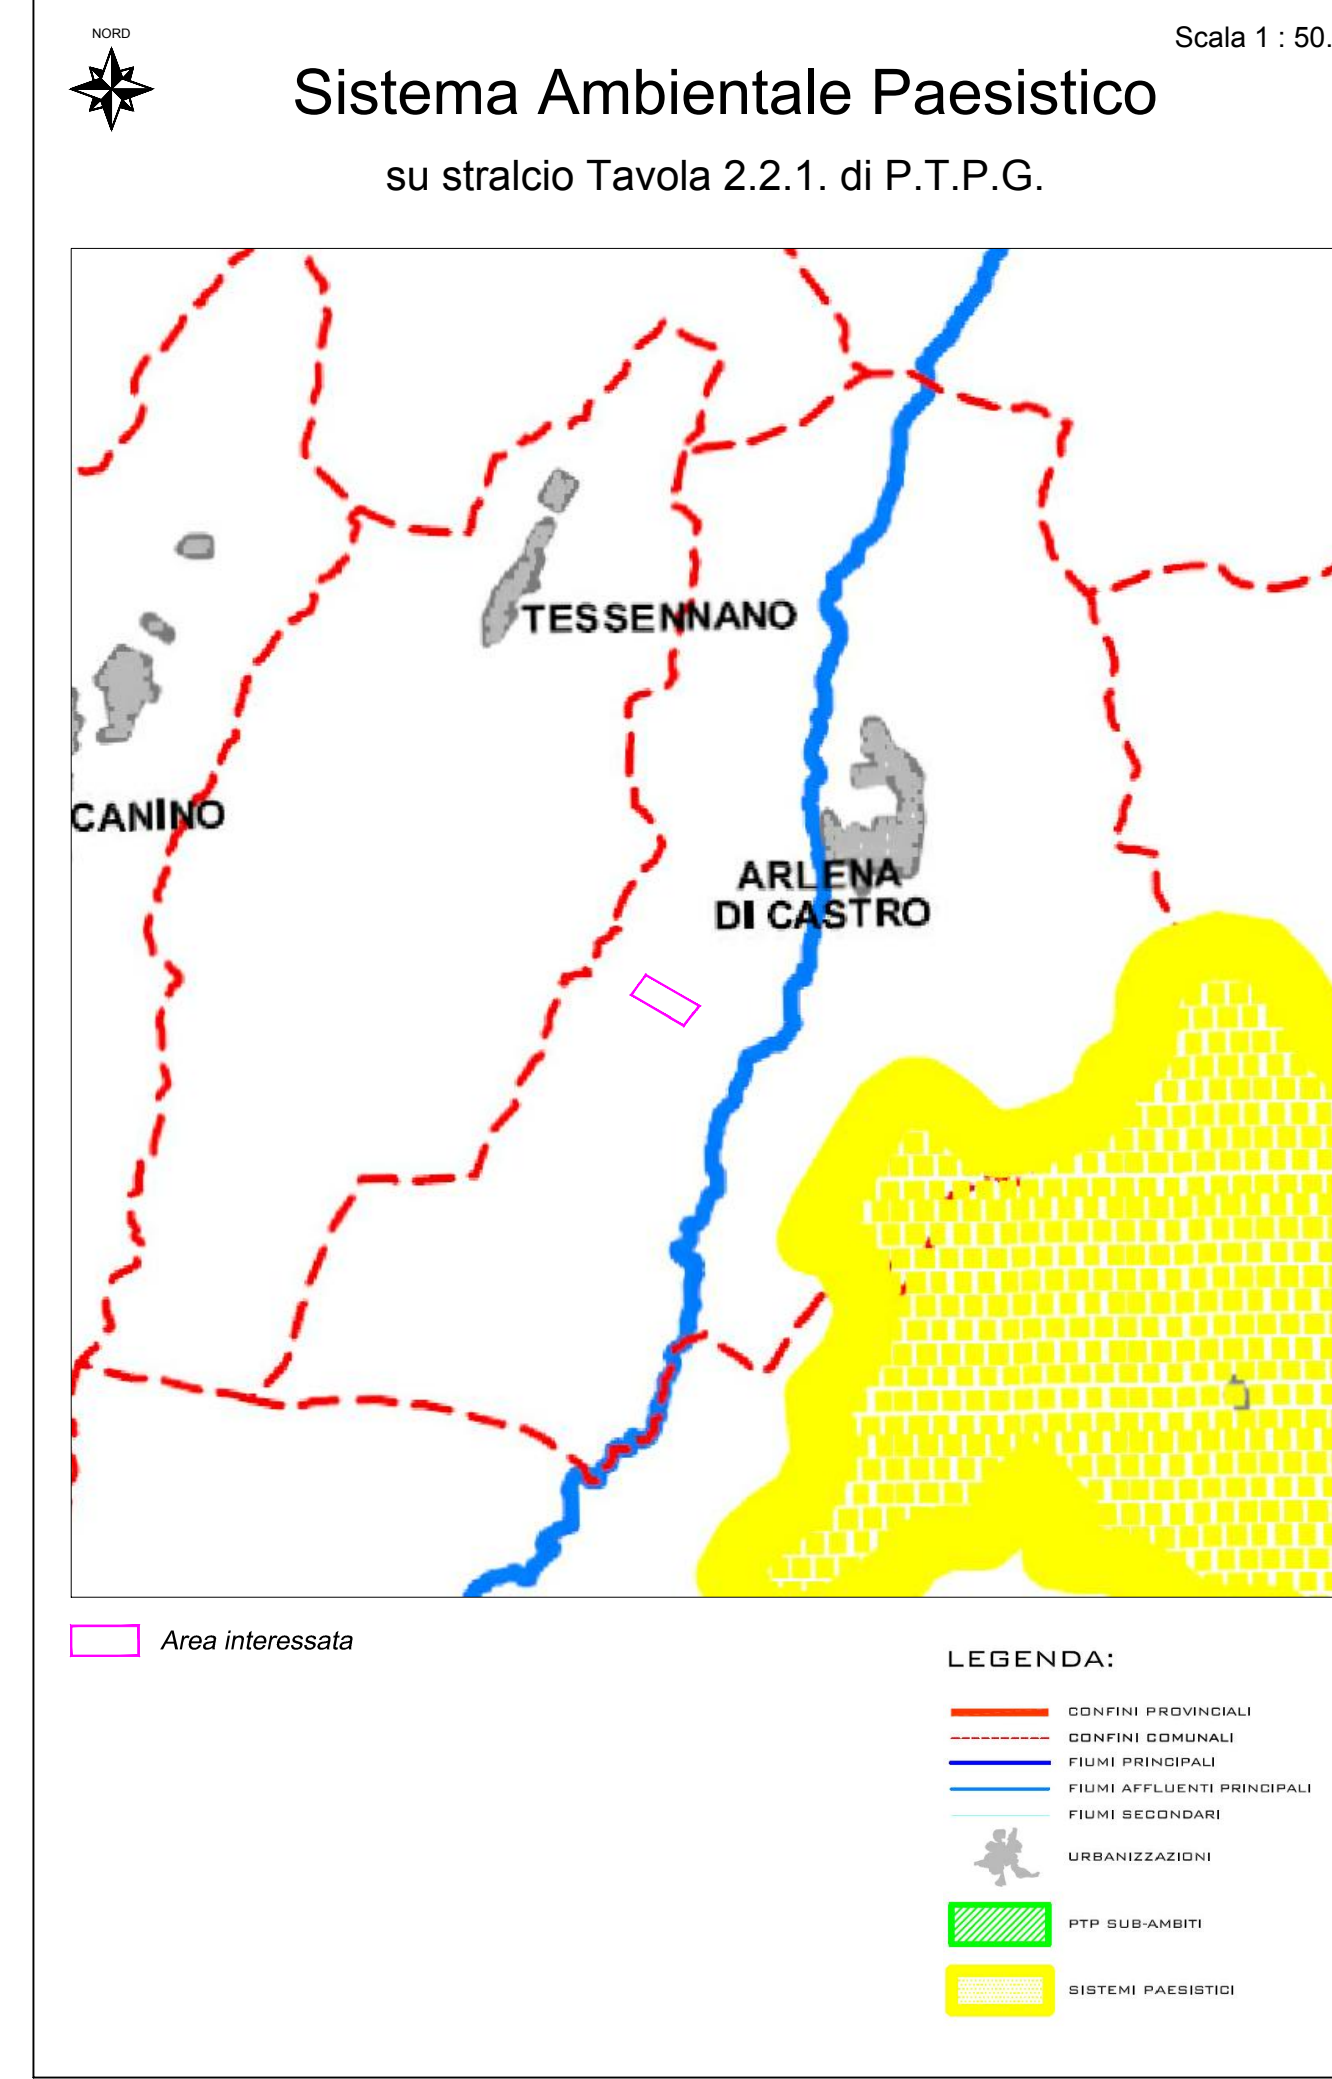 NORD
Scala 1 : 50.
Sistema Ambientale Paesistico
su stralcio Tavola 2.2.1. di P.T.P.G.
TESSENNANO
CANINO
ARLENA
DI CASTRO
Area interessata
LEGENDA:
CONFINI PROVINCIALI
CONFINI COMUNALI
FIUMI PRINCIPALI
FIUMI AFFLUENTI PRINCIPALI
FIUMI SECONDARI
URBANIZZAZIONI
PTP SUB-AMBITI
SISTEMI PAESISTICI